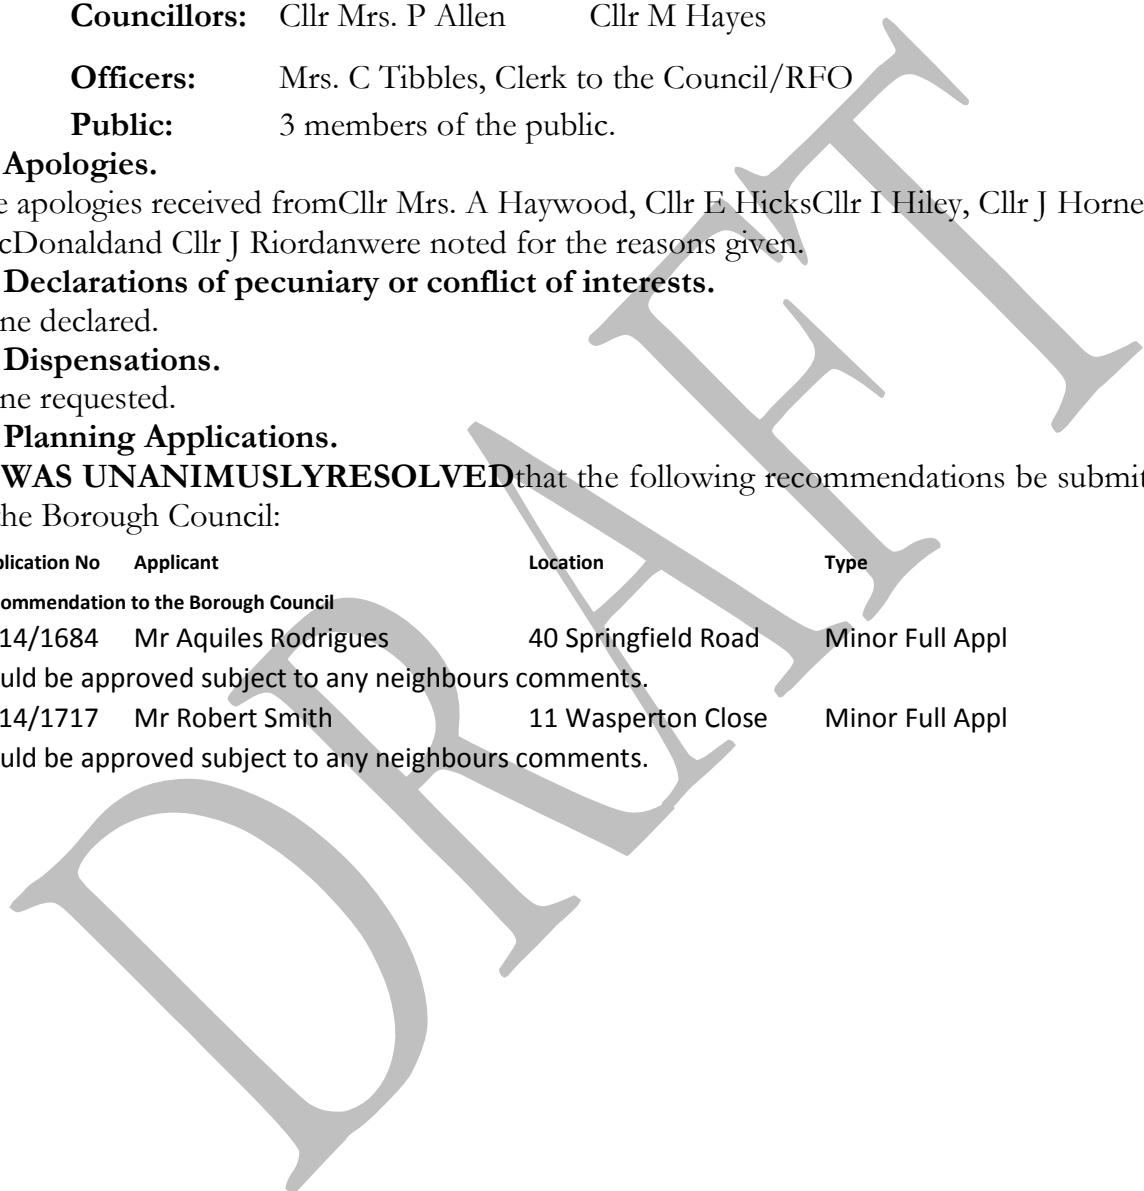 Councillors: Cllr Mrs. P Allen Cllr M Hayes
Officers: Mrs. C Tibbles, Clerk to the Council/RFO
Public: 3 members of the public.
Apologies.
e apologies received fromCllr Mrs. A Haywood, Cllr E HicksCllr I Hiley, Cllr J Horne
cDonaldand Cllr J Riordanwere noted for the reasons given.
Declarations of pecuniary or conflict of interests.
ne declared.
Dispensations.
ne requested.
Planning Applications.
WAS UNANIMUSLYRESOLVEDthat the following recommendations be submit
the Borough Council:
plication No Applicant Location Type
ommendation to the Borough Council
14/1684 Mr Aquiles Rodrigues 40 Springfield Road Minor Full Appl
uld be approved subject to any neighbours comments.
14/1717 Mr Robert Smith 11 Wasperton Close Minor Full Appl
uld be approved subject to any neighbours comments.
DRAFT